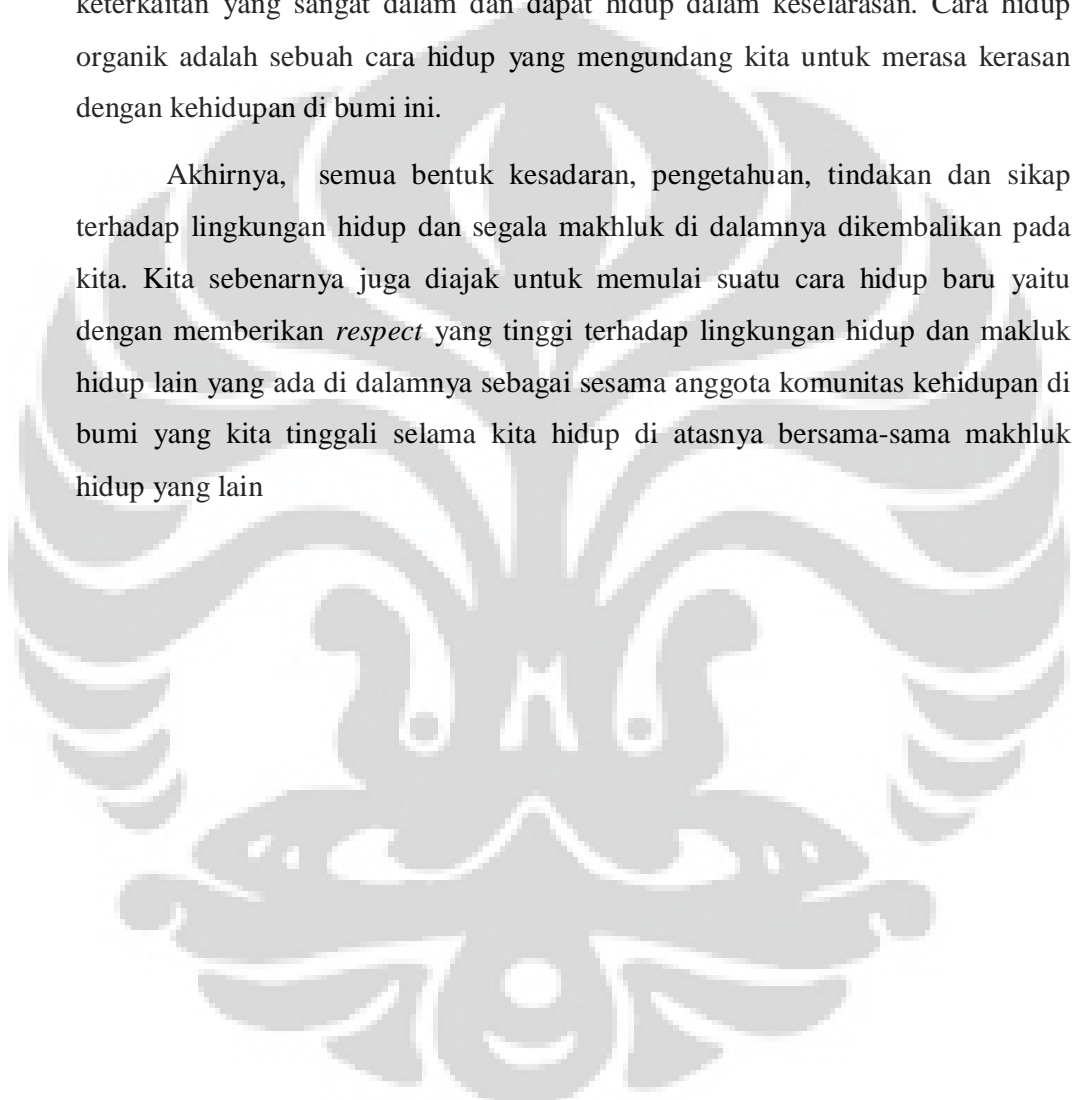 keterkaitan yang sangat dalam dan dapat hidup dalam keselarasan. Cara hidup
organik adalah sebuah cara hidup yang mengundang kita untuk merasa kerasan
dengan kehidupan di bumi ini.
Akhirnya, semua bentuk kesadaran, pengetahuan, tindakan dan sikap
terhadap lingkungan hidup dan segala makhluk di dalamnya dikembalikan pada
kita. Kita sebenarnya juga diajak untuk memulai suatu cara hidup baru yaitu
dengan memberikan respect yang tinggi terhadap lingkungan hidup dan makluk
hidup lain yang ada di dalamnya sebagai sesama anggota komunitas kehidupan di
bumi yang kita tinggali selama kita hidup di atasnya bersama-sama makhluk
hidup yang lain